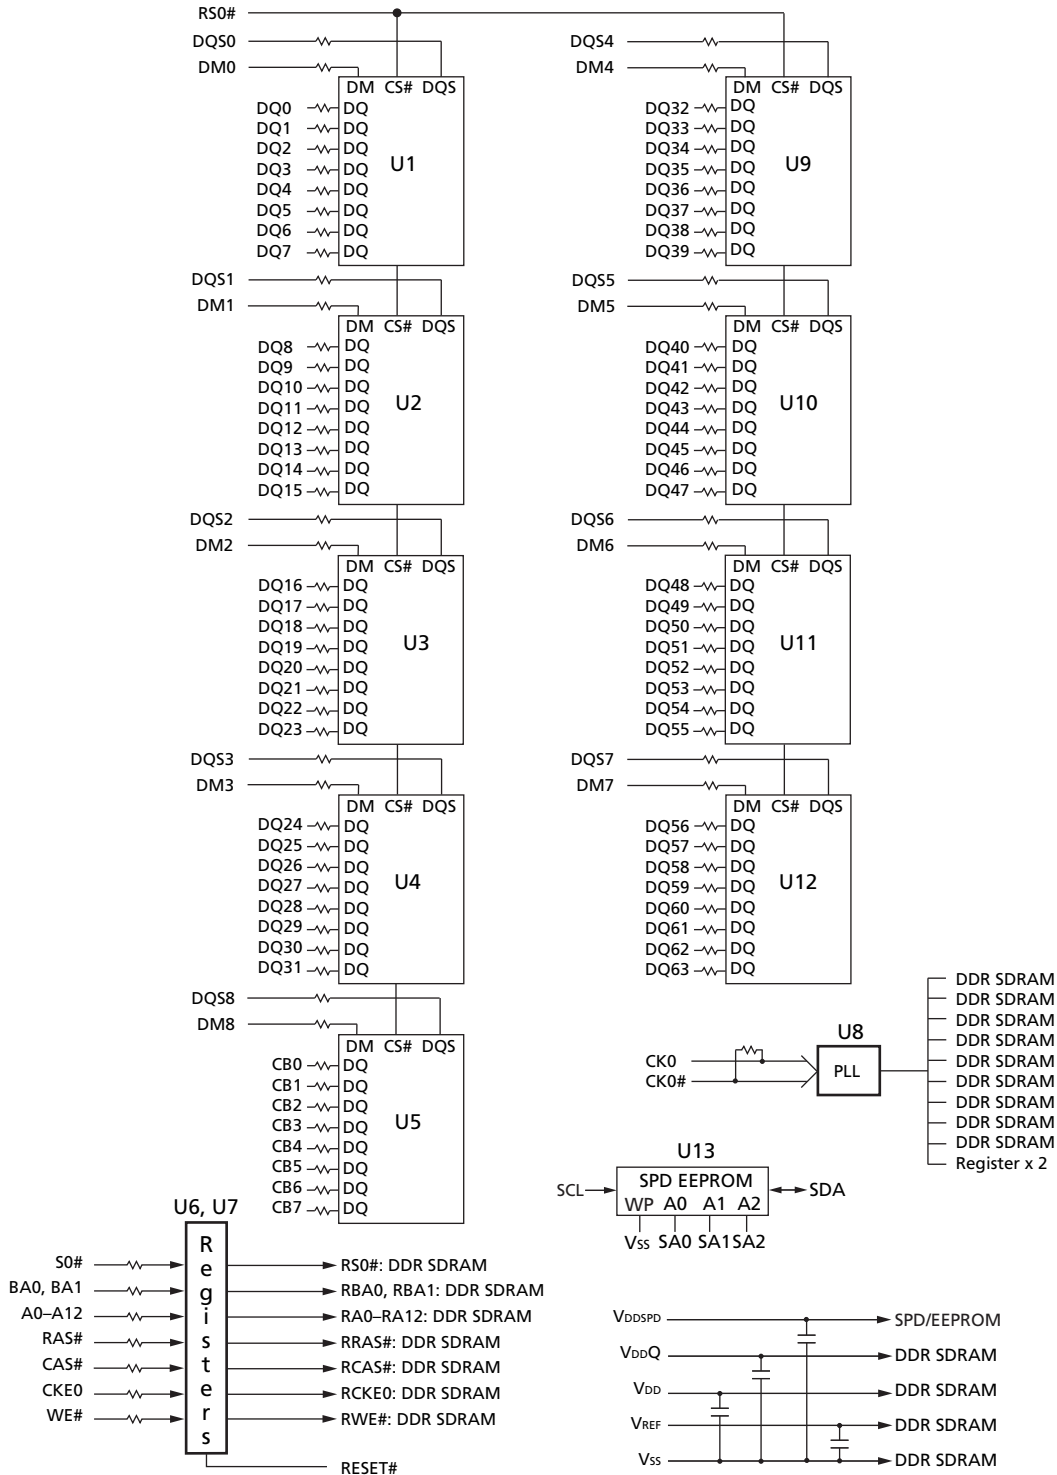 RS0#
DQS0
DM0
DM CS# DQS
DQ0 DQ
DQ1 DQ
DQ2 DQ
DQ3 DQ
DQ4 DQ
DQ5 DQ
DQ6 DQ
DQ7 DQ
U1
DQS1
DM1
DM CS# DQS
DQ8 DQ
DQ9 DQ
DQ10 DQ
DQ11 DQ
DQ12 DQ
DQ13 DQ
DQ14 DQ
DQ15 DQ
U2
DQS2
DM2
DM CS# DQS
DQ16 DQ
DQ17 DQ
DQ18 DQ
DQ19 DQ
DQ20 DQ
DQ21 DQ
DQ22 DQ
DQ23 DQ
U3
DQS3
DM3
DM CS# DQS
DQ24 DQ
DQ25 DQ
DQ26 DQ
DQ27 DQ
DQ28 DQ
DQ29 DQ
DQ30 DQ
DQ31 DQ
U4
DQS8
DM8
DM CS# DQS
CB0 DQ
CB1 DQ
CB2 DQ
CB3 DQ
CB4 DQ
CB5 DQ
CB6 DQ
CB7 DQ
U5
DQS4
DM4
DM CS# DQS
DQ32 DQ
DQ33 DQ
DQ34 DQ
DQ35 DQ
DQ36 DQ
DQ37 DQ
DQ38 DQ
DQ39 DQ
U9
DQS5
DM5
DM CS# DQS
DQ40 DQ
DQ41 DQ
DQ42 DQ
DQ43 DQ
DQ44 DQ
DQ45 DQ
DQ46 DQ
DQ47 DQ
U10
DQS6
DM6
DM CS# DQS
DQ48 DQ
DQ49 DQ
DQ50 DQ
DQ51 DQ
DQ52 DQ
DQ53 DQ
DQ54 DQ
DQ55 DQ
U11
DQS7
DM7
DM CS# DQS
DQ56 DQ
DQ57 DQ
DQ58 DQ
DQ59 DQ
DQ60 DQ
DQ61 DQ
DQ62 DQ
DQ63 DQ
U12
U8
CK0
CK0#
PLL
DDR SDRAM
DDR SDRAM
DDR SDRAM
DDR SDRAM
DDR SDRAM
DDR SDRAM
DDR SDRAM
DDR SDRAM
DDR SDRAM
Register x 2
U13
SPD EEPROM
SCL
SDA
WP A0 A1 A2
VSS SA0 SA1 SA2
U6, U7
Registers
S0# RS0#: DDR SDRAM
BA0, BA1 RBA0, RBA1: DDR SDRAM
A0–A12 RA0–RA12: DDR SDRAM
RAS# RRAS#: DDR SDRAM
CAS# RCAS#: DDR SDRAM
CKE0 RCKE0: DDR SDRAM
WE# RWE#: DDR SDRAM
RESET#
VDDSPD SPD/EEPROM
VDDQ DDR SDRAM
VDD DDR SDRAM
VREF DDR SDRAM
VSS DDR SDRAM